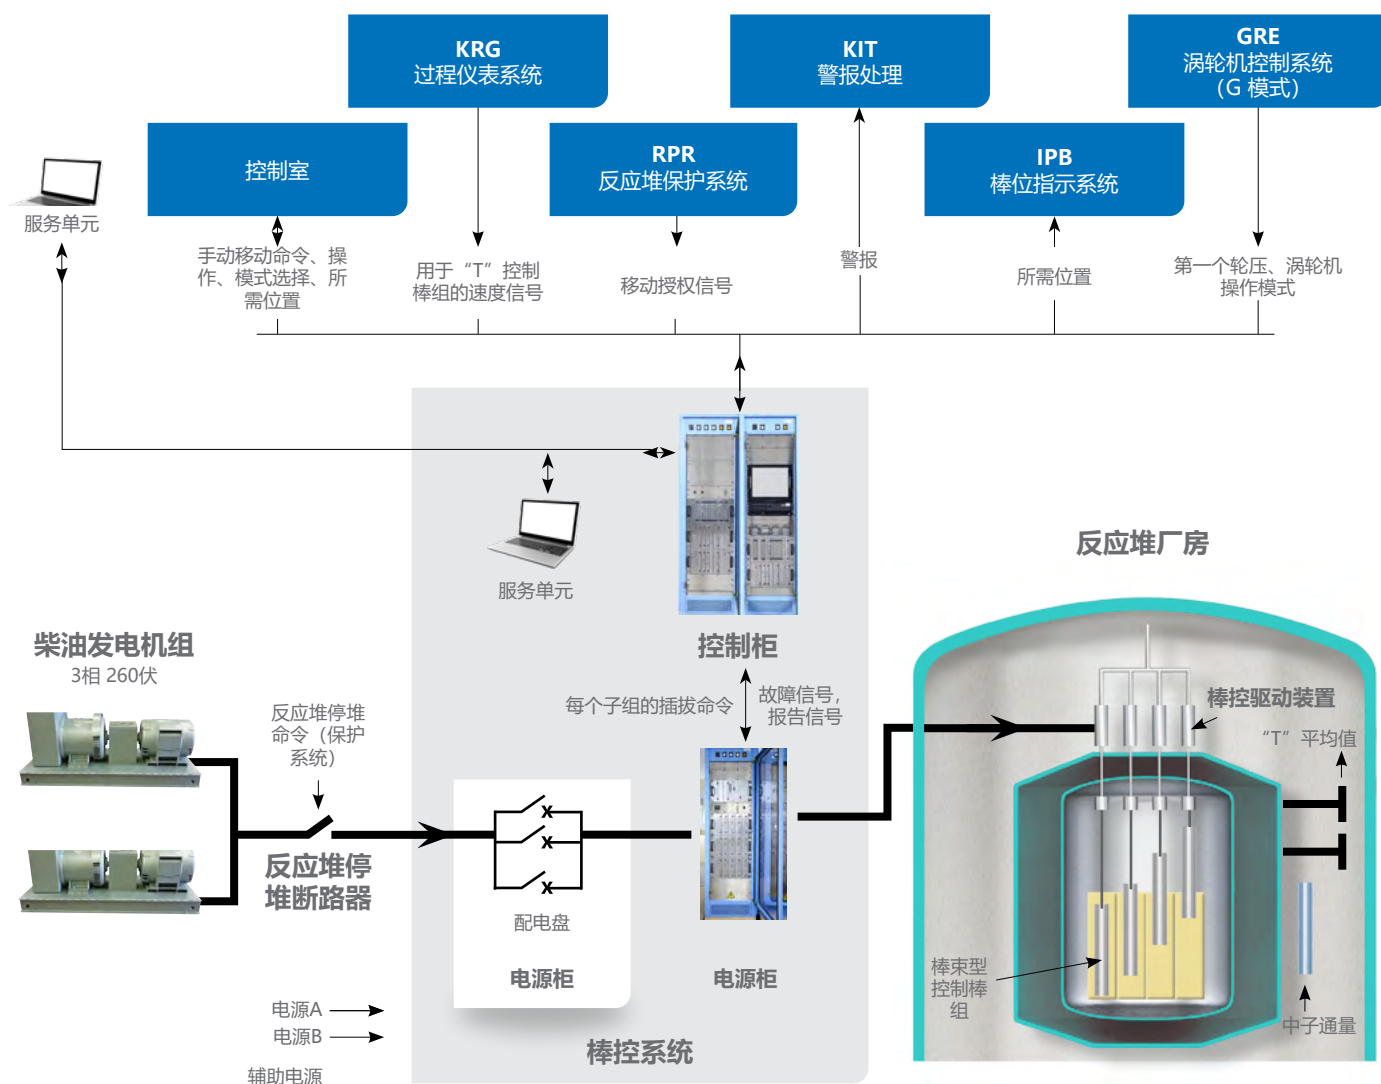 KRG
过程仪表系统
KIT
警报处理
GRE
涡轮机控制系统
（G 模式）
控制室
RPR
反应堆保护系统
IPB
棒位指示系统
服务单元
手动移动命令、操
作、模式选择、所
需位置
用于“T”控制
棒组的速度信号
移动授权信号
警报
所需位置
第一个轮压、涡轮机
操作模式
服务单元
控制柜
反应堆厂房
柴油发电机组
3相 260伏
反应堆停堆
命令（保护
系统）
反应堆停
堆断路器
每个子组的插拔命令
故障信号，
报告信号
棒控驱动装置
“T”平均值
配电盘
电源柜
电源柜
棒束型
控制棒
组
中子通量
电源A
电源B
辅助电源
棒控系统